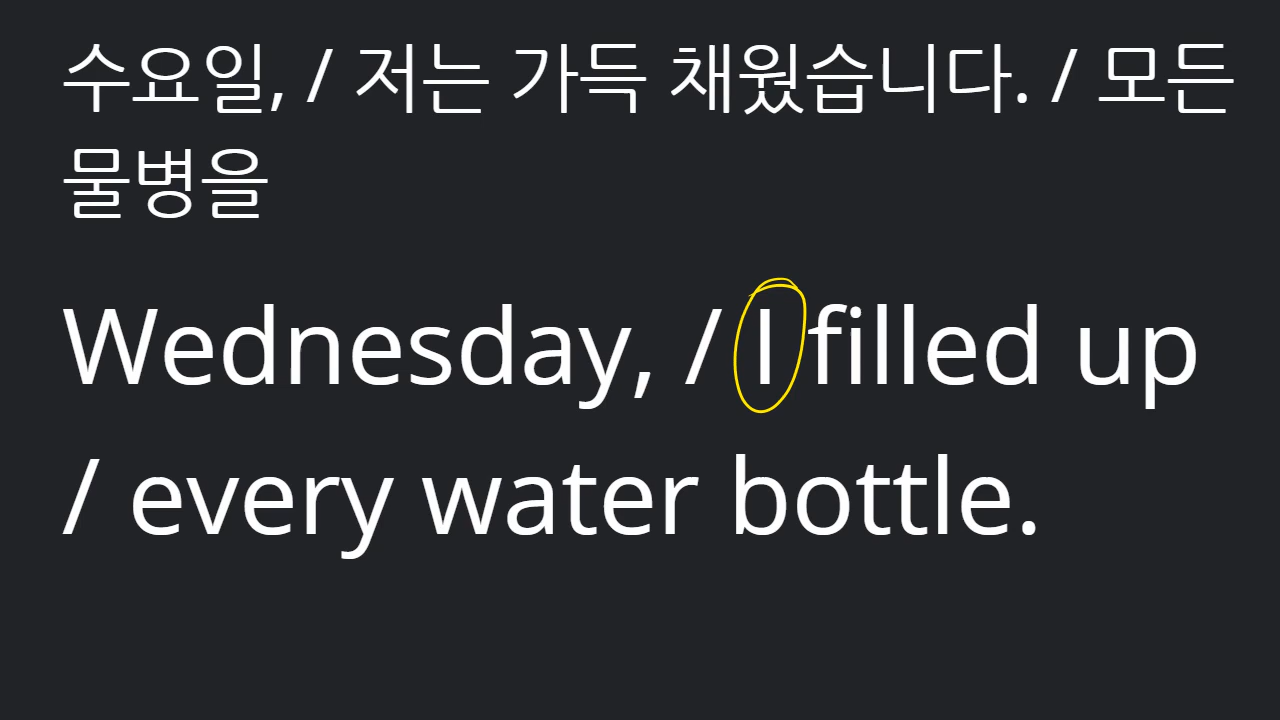 수요일, / 저는 가득 채웠습니다. / 모든
물병을
Wednesday, / I filled up
/ every water bottle.